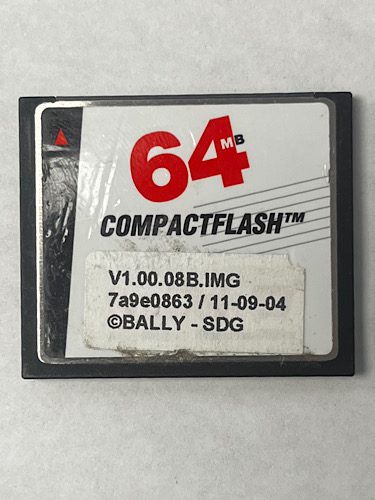 64MB
COMPACTFLASH™
V1.00.08B.IMG
7a9e0863 / 11-09-04
©BALLY - SDG